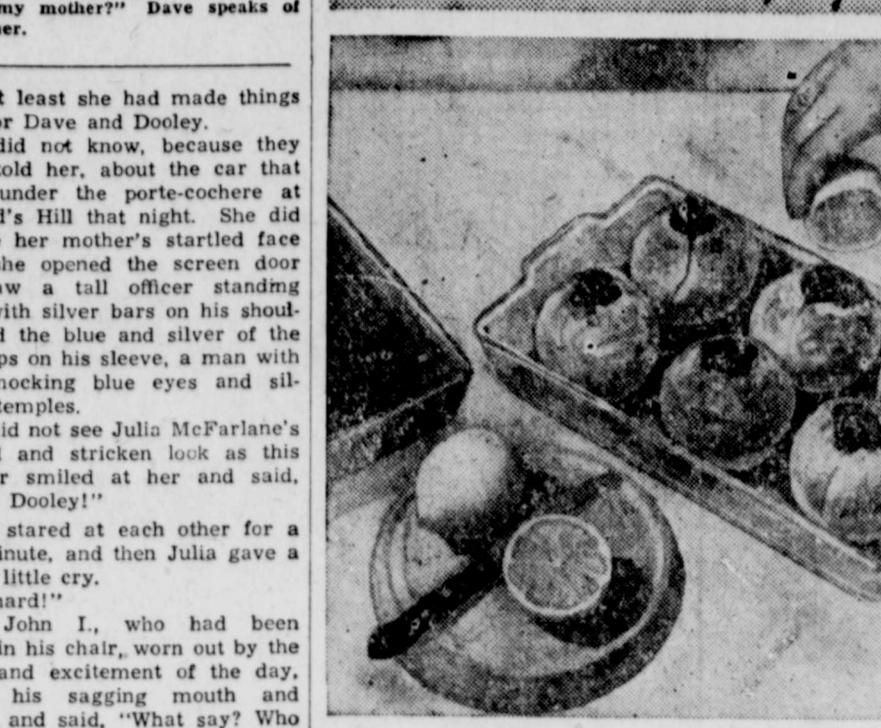 my mother?" Dave speaks of
er.
t least she had made things
or Dave and Dooley.
did not know, because they
told her, about the car that
under the porte-cochere at
d's Hill that night. She did
her mother's startled face
she opened the screen door
aw a tall officer standing
with silver bars on his shoul-
d the blue and silver of the
ps on his sleeve, a man with
mocking blue eyes and sil-
temples.
did not see Julia McFarlane's
l and stricken look as this
r smiled at her and said,
Dooley!"
stared at each other for a
minute, and then Julia gave a
little cry.
hard!"
John I., who had been
in his chair, worn out by the
and excitement of the day,
his sagging mouth and
and said, "What say? Who